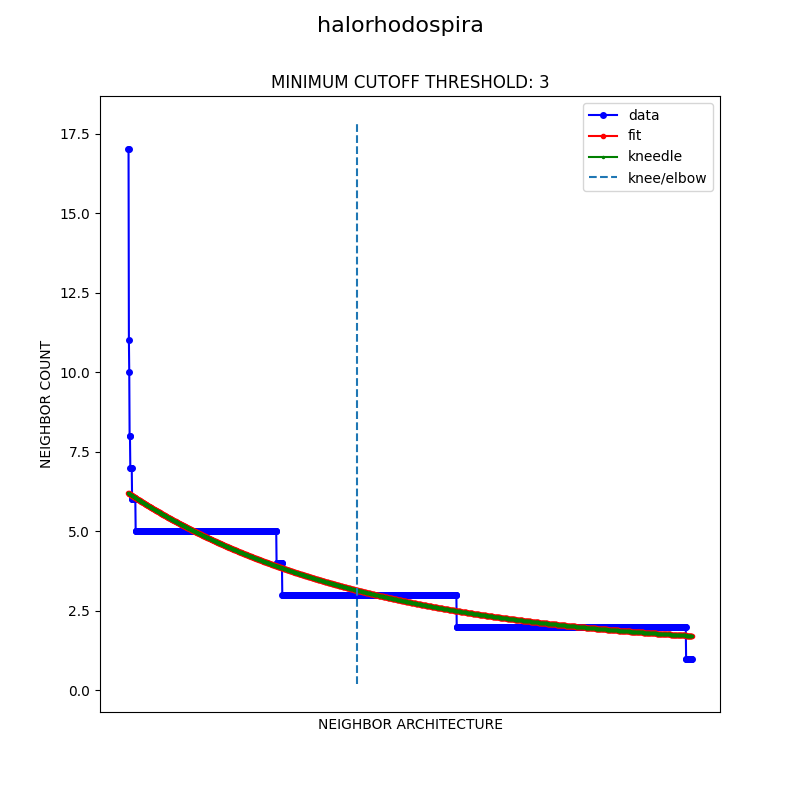 halorhodospira
MINIMUM CUTOFF THRESHOLD: 3
data
fit
kneedle
knee/elbow
17.5
15.0
12.5
10.0
7.5
5.0
2.5
0.0
NEIGHBOR COUNT
NEIGHBOR ARCHITECTURE